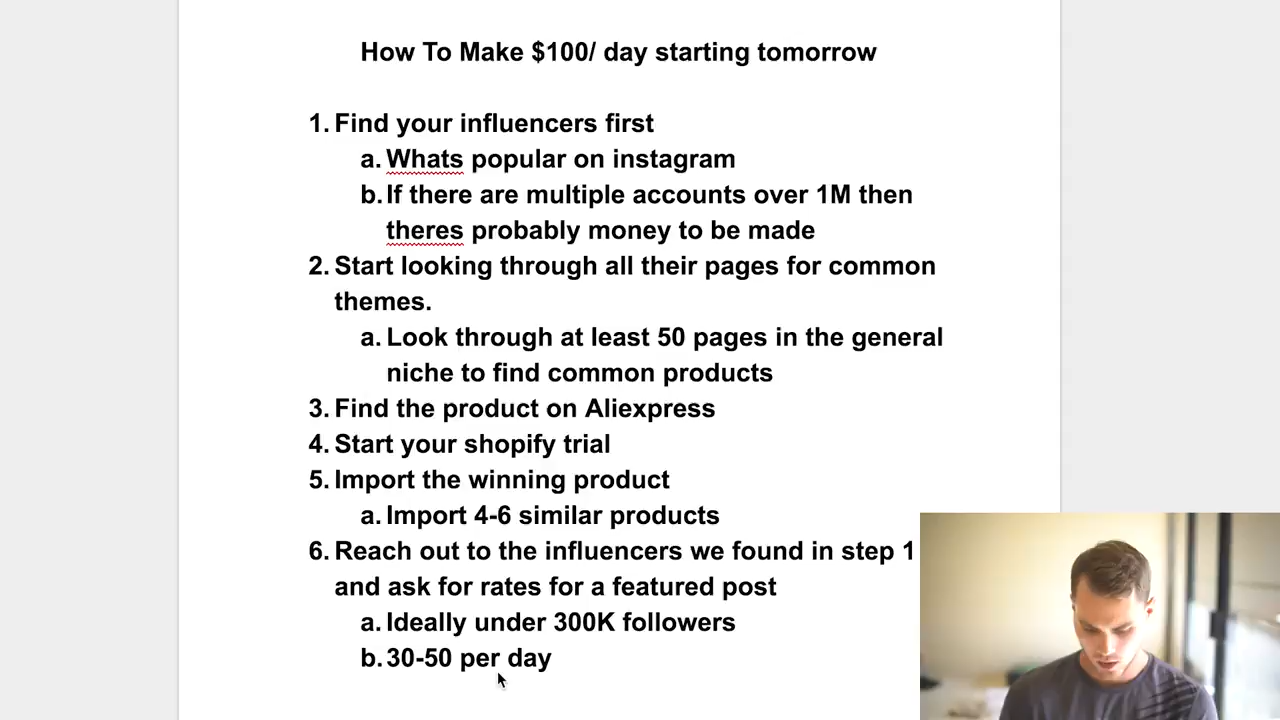 How To Make $100/ day starting tomorrow
1. Find your influencers first
a. Whats popular on instagram
b. If there are multiple accounts over 1M then
theres probably money to be made
2. Start looking through all their pages for common
themes.
a. Look through at least 50 pages in the general
niche to find common products
3. Find the product on Aliexpress
4. Start your shopify trial
5. Import the winning product
a. Import 4-6 similar products
6. Reach out to the influencers we found in step 1
and ask for rates for a featured post
a. Ideally under 300K followers
b. 30-50 per day